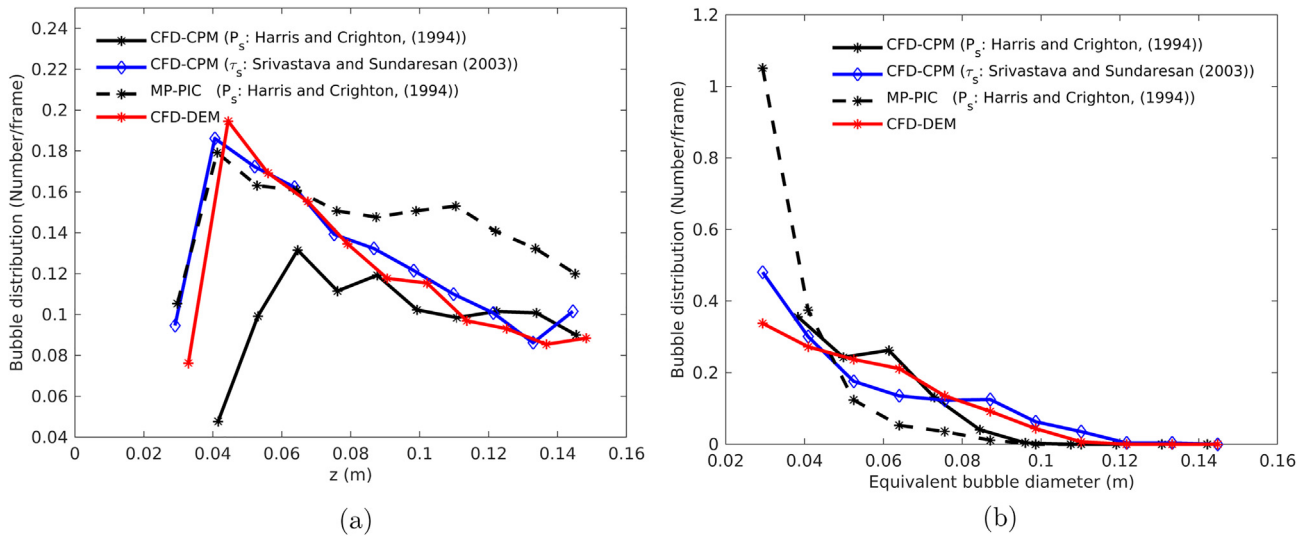 0.24
0.22
0.2
0.18
0.16
0.14
0.12
0.1
0.08
0.06
0.04
Bubble distribution (Number/frame)
CFD-CPM (Ps: Harris and Crighton, (1994))
CFD-CPM (τs: Srivastava and Sundaresan (2003))
MP-PIC (Ps: Harris and Crighton, (1994))
CFD-DEM
0 0.02 0.04 0.06 0.08 0.1 0.12 0.14 0.16
z (m)
(a)
1.2
1
0.8
0.6
0.4
0.2
0
Bubble distribution (Number/frame)
CFD-CPM (Ps: Harris and Crighton, (1994))
CFD-CPM (τs: Srivastava and Sundaresan (2003))
MP-PIC (Ps: Harris and Crighton, (1994))
CFD-DEM
0.02 0.04 0.06 0.08 0.1 0.12 0.14 0.16
Equivalent bubble diameter (m)
(b)